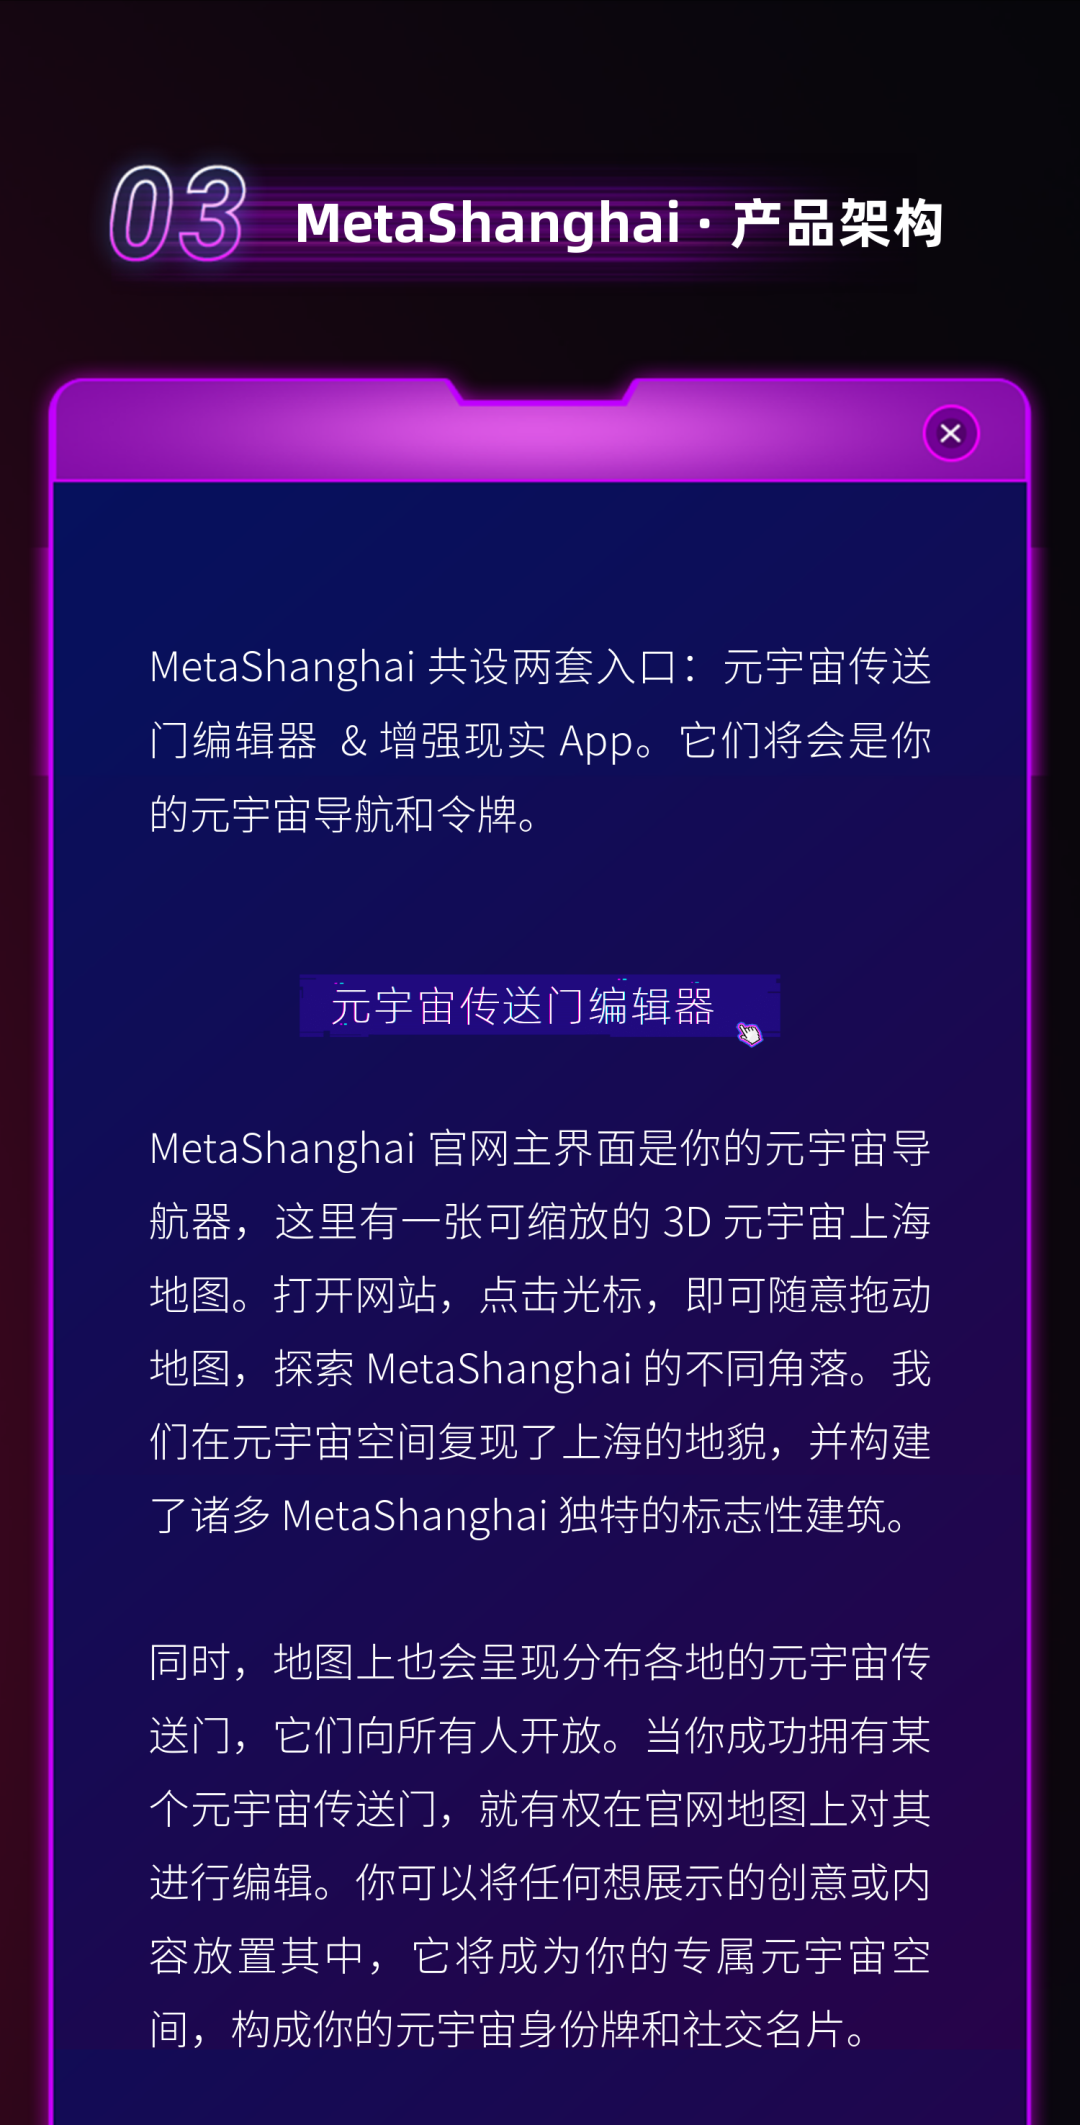 03
MetaShanghai · 产品架构
MetaShanghai 共设两套入口：元宇宙传送
门编辑器 & 增强现实 App。它们将会是你
的元宇宙导航和令牌。
元宇宙传送门编辑器
MetaShanghai 官网主界面是你的元宇宙导
航器，这里有一张可缩放的 3D 元宇宙上海
地图。打开网站，点击光标，即可随意拖动
地图，探索 MetaShanghai 的不同角落。我
们在元宇宙空间复现了上海的地貌，并构建
了诸多 MetaShanghai 独特的标志性建筑。
同时，地图上也会呈现分布各地的元宇宙传
送门，它们向所有人开放。当你成功拥有某
个元宇宙传送门，就有权在官网地图上对其
进行编辑。你可以将任何想展示的创意或内
容放置其中，它将成为你的专属元宇宙空
间，构成你的元宇宙身份牌和社交名片。